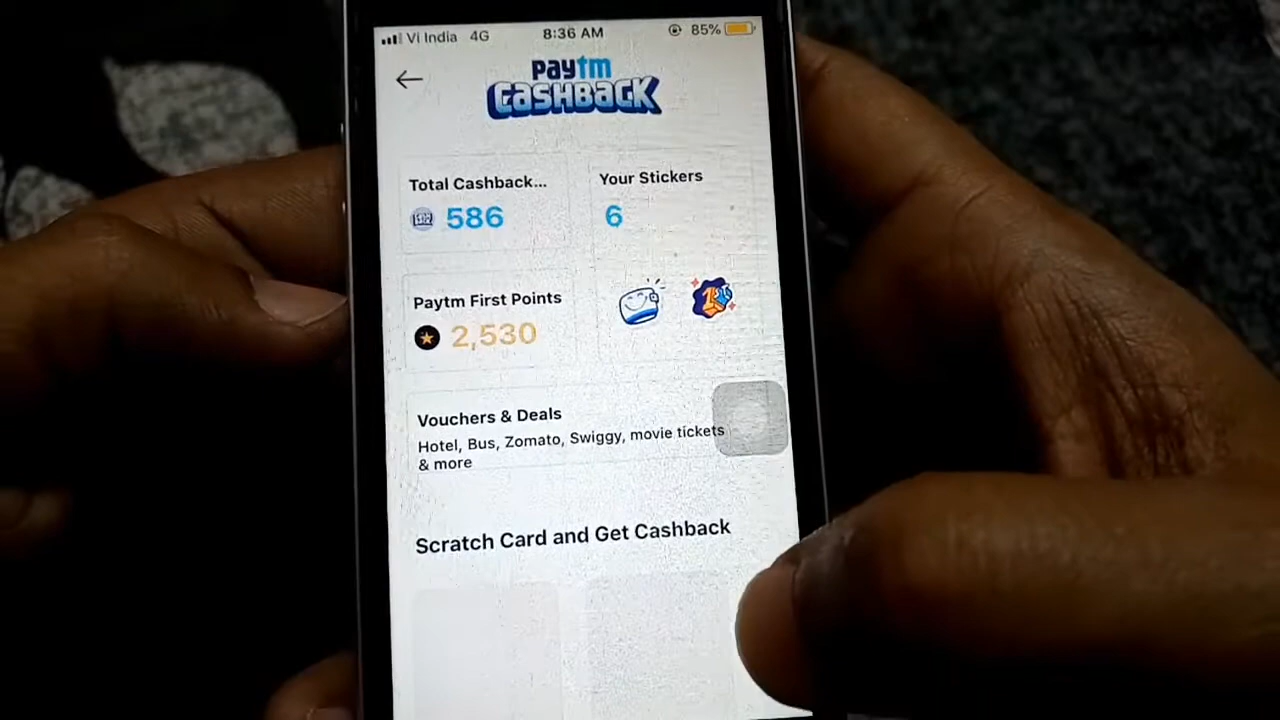 Vi India 4G 8:36 AM 85%
paytm
CASHBACK
Total Cashback...
586
Your Stickers
6
Paytm First Points
2,530
Vouchers & Deals
Hotel, Bus, Zomato, Swiggy, movie tickets
& more
Scratch Card and Get Cashback